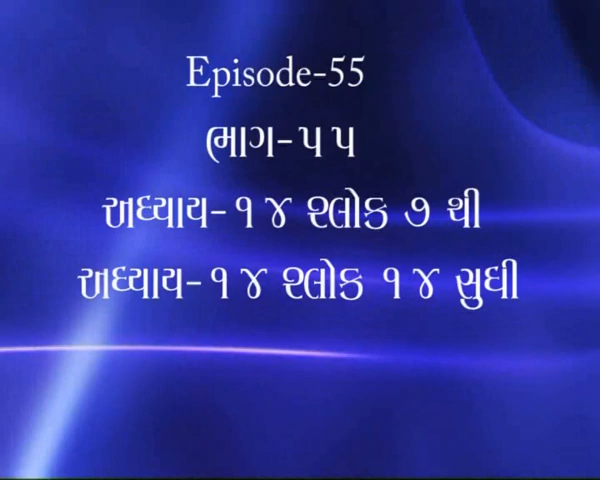 Episode-55
ભાગ-૫૫
અધ્યાય-૧૪ શ્લોક ૭ થી
અધ્યાય-૧૪ શ્લોક ૧૪ સુધી